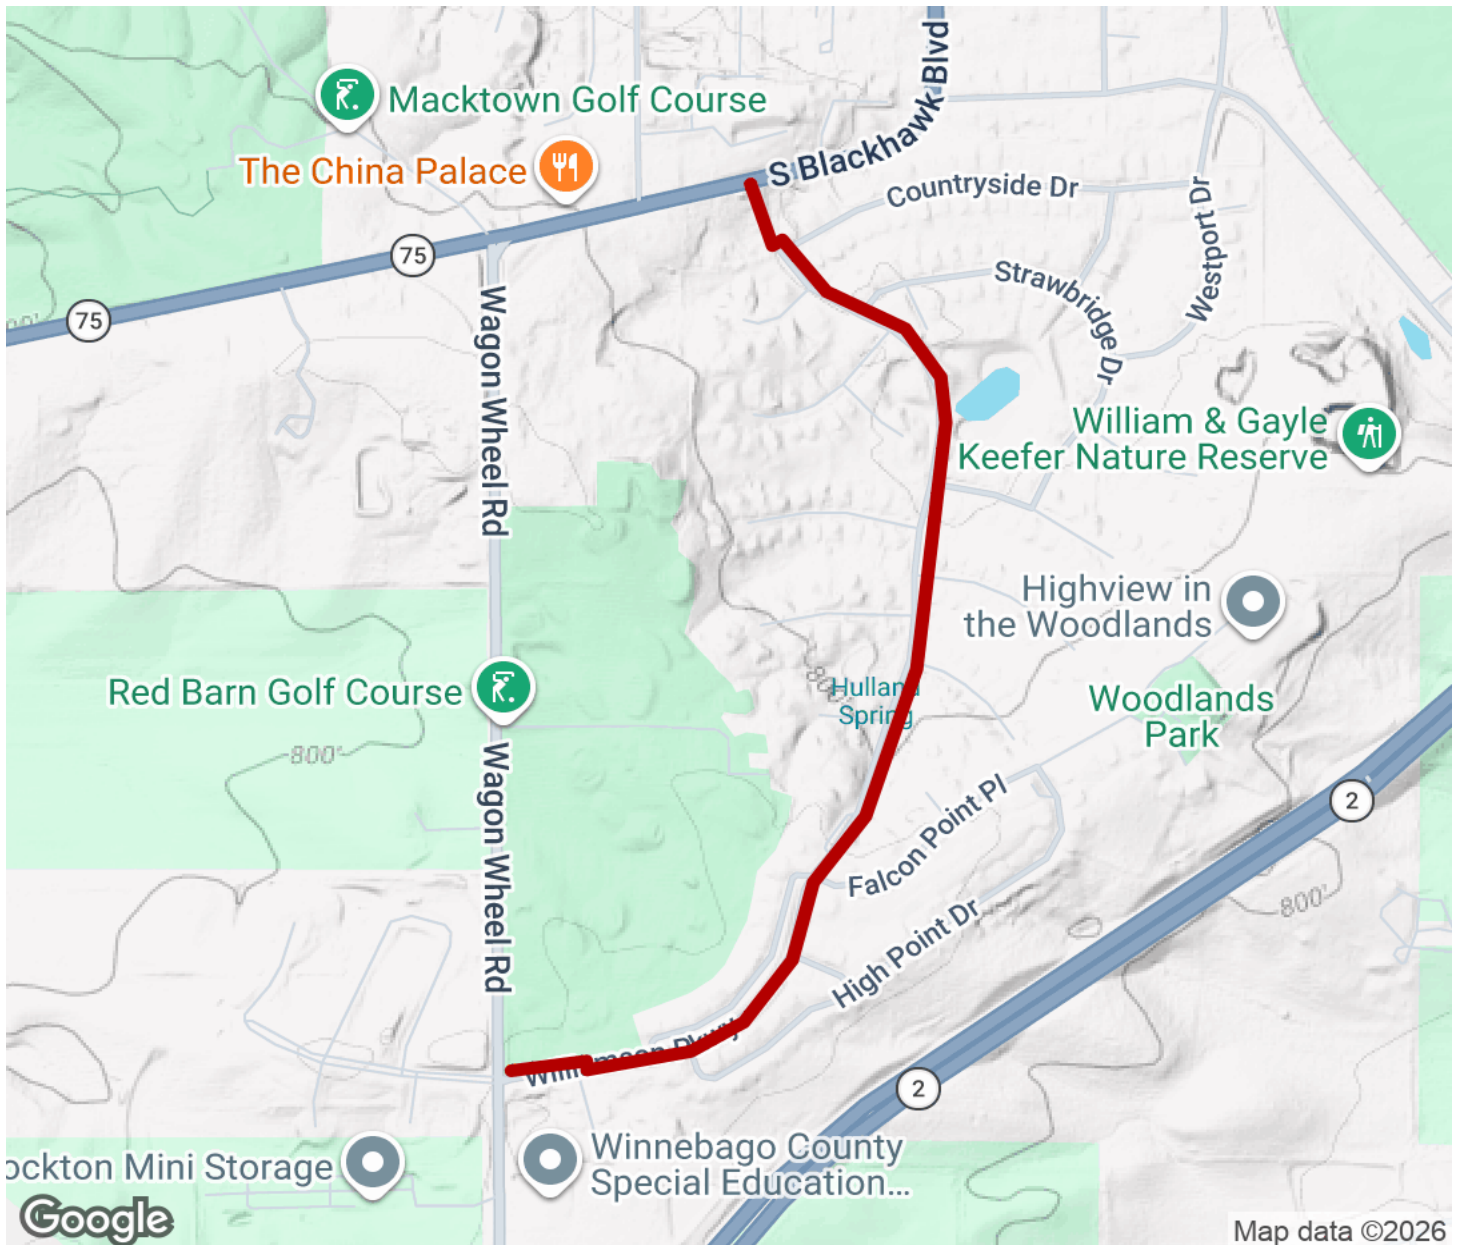 S Blackhawk Blvd
Macktown Golf Course
The China Palace
Countryside Dr
Westport Dr
75
Strawbridge Dr
75
Wagon Wheel Rd
William & Gayle
Keefer Nature Reserve
Highview in
the Woodlands
Red Barn Golf Course
Hulland
Spring
Woodlands
Park
800'
Wagon Wheel Rd
Falcon Point Pl
2
800'
High Point Dr
Pkwy
2
ockton Mini Storage
Winnebago County
Special Education...
Google
Map data ©2026